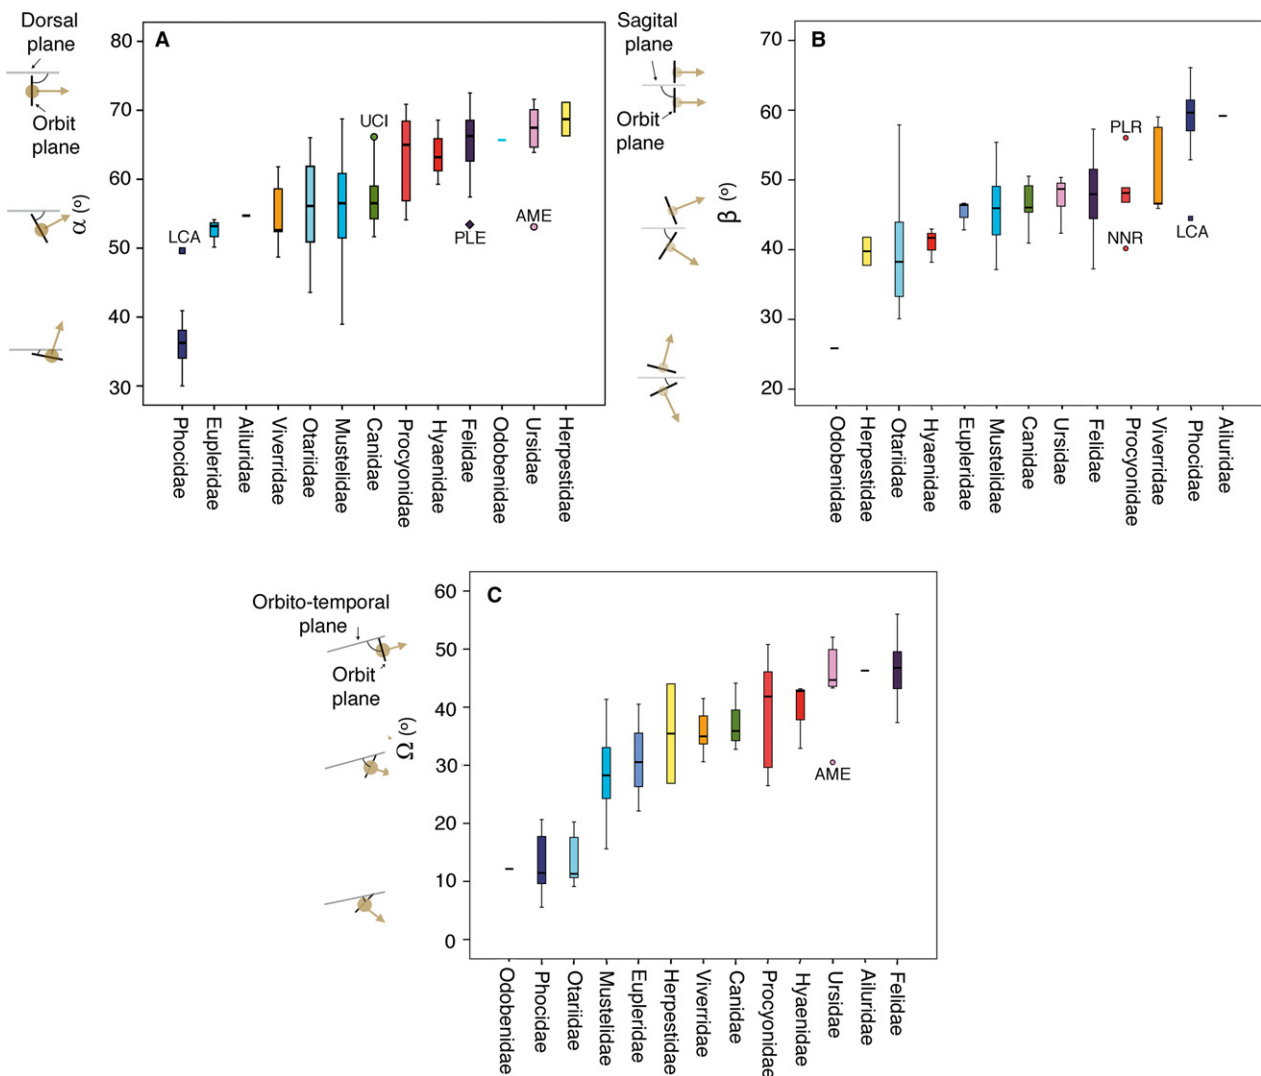 Dorsal
plane
Orbit
plane
A
α (º)
80
70
60
50
40
30
LCA
UCI
PLE
AME
Phocidae
Eupleridae
Ailuridae
Viverridae
Otariidae
Mustelidae
Canidae
Procyonidae
Hyaenidae
Felidae
Odobenidae
Ursidae
Herpestidae
Sagital
plane
Orbit
plane
B
β (º)
70
60
50
40
30
20
PLR
NNR
LCA
Odobenidae
Herpestidae
Otariidae
Hyaenidae
Eupleridae
Mustelidae
Canidae
Ursidae
Felidae
Procyonidae
Viverridae
Phocidae
Ailuridae
Orbito-temporal
plane
Orbit
plane
C
Ω (º)
60
50
40
30
20
10
0
AME
Odobenidae
Phocidae
Otariidae
Mustelidae
Eupleridae
Herpestidae
Viverridae
Canidae
Procyonidae
Hyaenidae
Ursidae
Ailuridae
Felidae